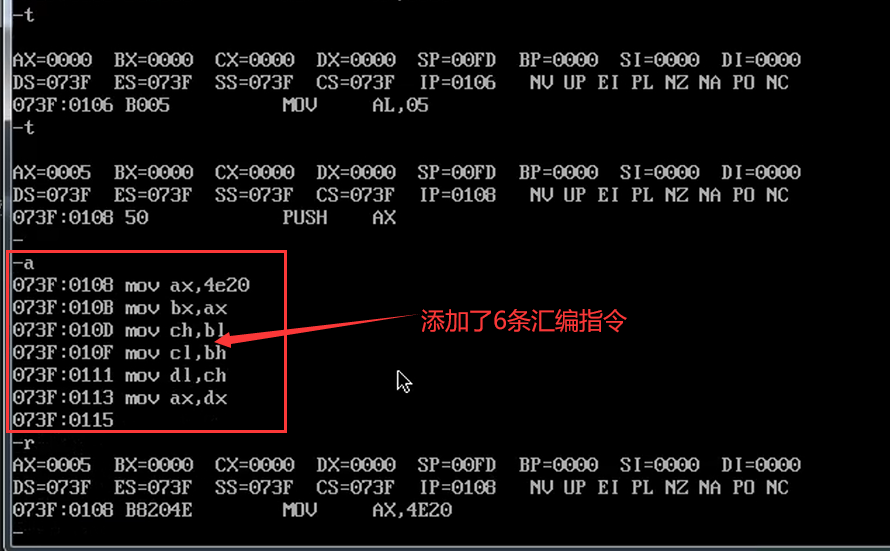 -t
AX=0000 BX=0000 CX=0000 DX=0000 SP=00FD BP=0000 SI=0000 DI=0000
DS=073F ES=073F SS=073F CS=073F IP=0106 NV UP EI PL NZ NA PO NC
073F:0106 B005 MOV AL,05
-t
AX=0005 BX=0000 CX=0000 DX=0000 SP=00FD BP=0000 SI=0000 DI=0000
DS=073F ES=073F SS=073F CS=073F IP=0108 NV UP EI PL NZ NA PO NC
073F:0108 50 PUSH AX
-
-a
073F:0108 mov ax,4e20
073F:010B mov bx,ax
073F:010D mov ch,bl
073F:010F mov cl,bh
073F:0111 mov dl,ch
073F:0113 mov ax,dx
073F:0115
添加了6条汇编指令
-r
AX=0005 BX=0000 CX=0000 DX=0000 SP=00FD BP=0000 SI=0000 DI=0000
DS=073F ES=073F SS=073F CS=073F IP=0108 NV UP EI PL NZ NA PO NC
073F:0108 B8204E MOV AX,4E20
-